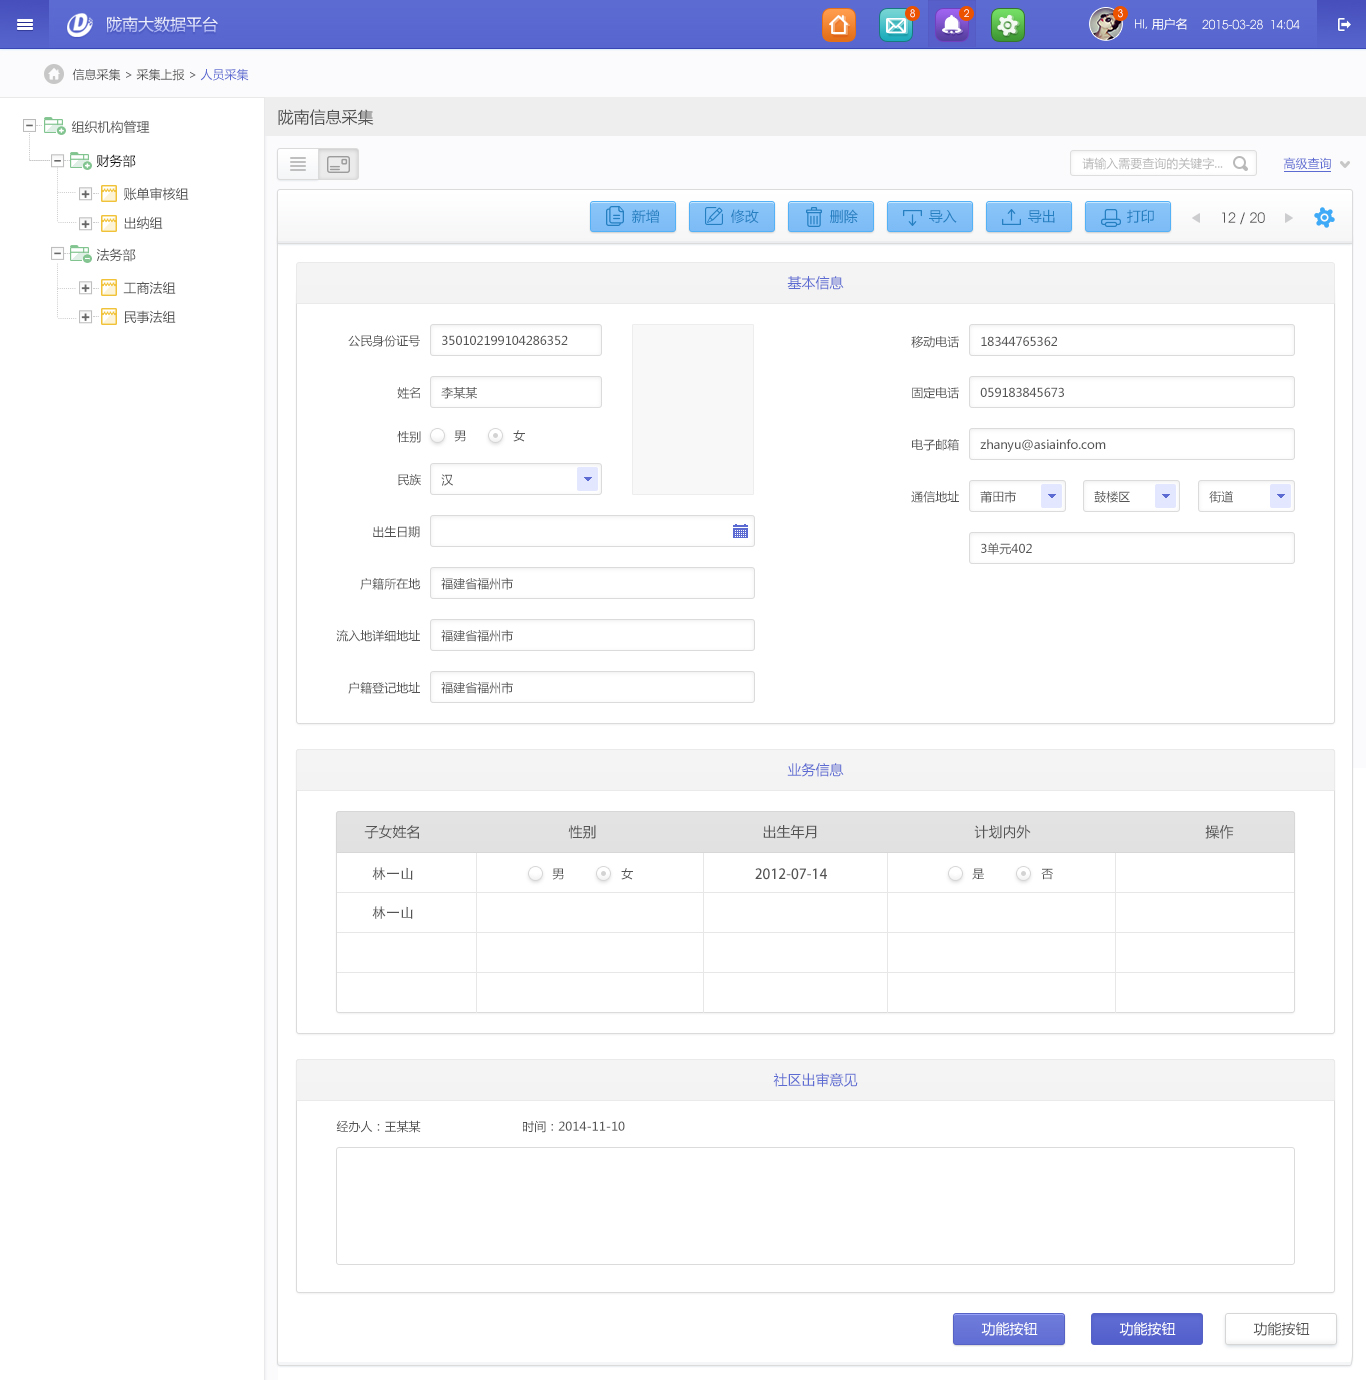 陇南大数据平台
8
2
3
HI, 用户名 2015-03-28 14:04
信息采集 > 采集上报 > 人员采集
组织机构管理
财务部
账单审核组
出纳组
法务部
工商法组
民事法组
陇南信息采集
请输入需要查询的关键字...
高级查询
新增 修改 删除 导入 导出 打印 12 / 20
基本信息
公民身份证号 350102199104286352
姓名 李某某
性别 男 女
民族 汉
出生日期
户籍所在地 福建省福州市
流入地详细地址 福建省福州市
户籍登记地址 福建省福州市
移动电话 18344765362
固定电话 059183845673
电子邮箱 zhanyu@asiainfo.com
通信地址 莆田市 鼓楼区 街道
3单元402
业务信息
子女姓名 性别 出生年月 计划内外 操作
林一山 男 女 2012-07-14 是 否
林一山
社区出审意见
经办人：王某某 时间：2014-11-10
功能按钮 功能按钮 功能按钮